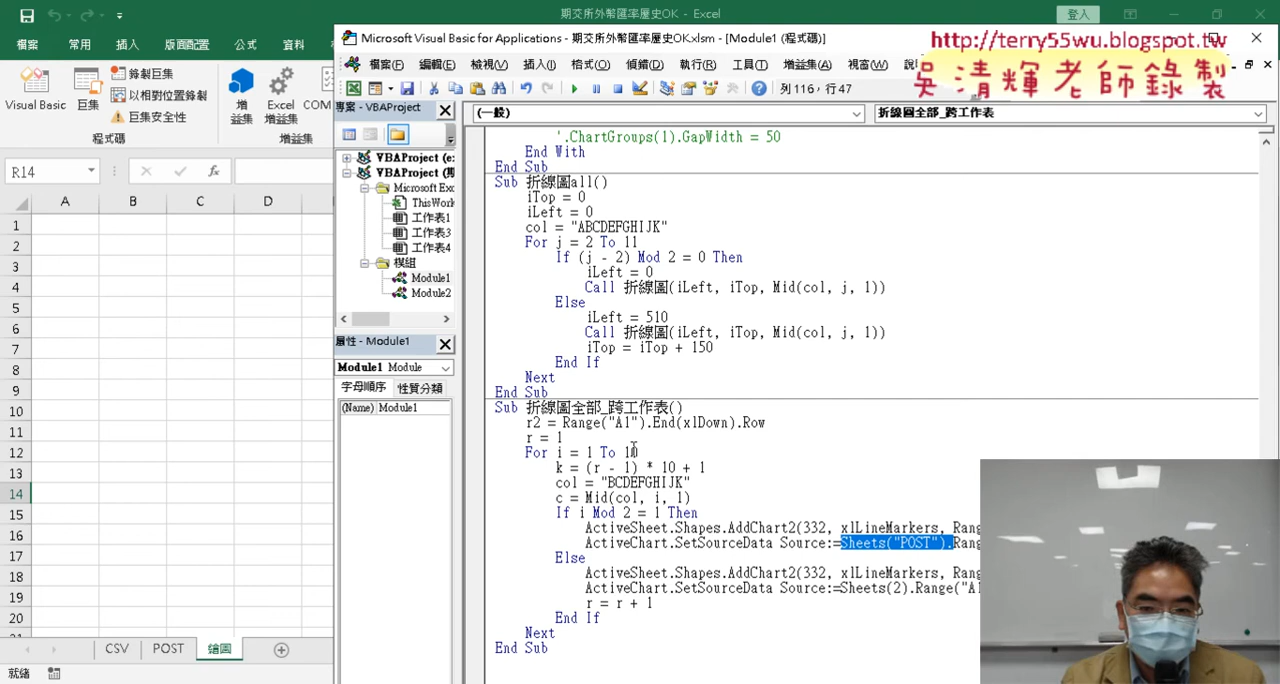 期交所外幣匯率歷史OK - Excel
登入
檔案 常用 插入 版面配置 公式 資料
Visual Basic 巨集
錄製巨集
以相對位置錄製
巨集安全性
程式碼
增益集
Excel 增益集
COM
增益集
R14
fx
A B C D
1
2
3
4
5
6
7
8
9
10
11
12
13
14
15
16
17
18
19
20
CSV POST 繪圖
就緒
Microsoft Visual Basic for Applications - 期交所外幣匯率歷史OK.xlsm - [Module1 (程式碼)]
http://terry55wu.blogspot.tw
吳清輝老師錄製
檔案(F) 編輯(E) 檢視(V) 插入(I) 格式(O) 偵錯(D) 執行(R) 工具(T) 增益集(A) 視窗(W)
列 116，行 47
專案 - VBAProject
VBAProject (e
VBAProject (期
Microsoft Exc
ThisWork
工作表1
工作表3
工作表4
模組
Module1
Module2
屬性 - Module1
Module1 Module
字母順序 性質分類
(Name) Module1
(一般)
折線圖全部_跨工作表
'.ChartGroups(1).GapWidth = 50
End With
End Sub
Sub 折線圖all()
iTop = 0
iLeft = 0
col = "ABCDEFGHIJK"
For j = 2 To 11
If (j - 2) Mod 2 = 0 Then
iLeft = 0
Call 折線圖(iLeft, iTop, Mid(col, j, 1))
Else
iLeft = 510
Call 折線圖(iLeft, iTop, Mid(col, j, 1))
iTop = iTop + 150
End If
Next
End Sub
Sub 折線圖全部_跨工作表()
r2 = Range("A1").End(xlDown).Row
r = 1
For i = 1 To 10
k = (r - 1) * 10 + 1
col = "BCDEFGHIJK"
c = Mid(col, i, 1)
If i Mod 2 = 1 Then
ActiveSheet.Shapes.AddChart2(332, xlLineMarkers, Rang
ActiveChart.SetSourceData Source:=Sheets("POST").Rang
Else
ActiveSheet.Shapes.AddChart2(332, xlLineMarkers, Rang
ActiveChart.SetSourceData Source:=Sheets(2).Range("A1
r = r + 1
End If
Next
End Sub